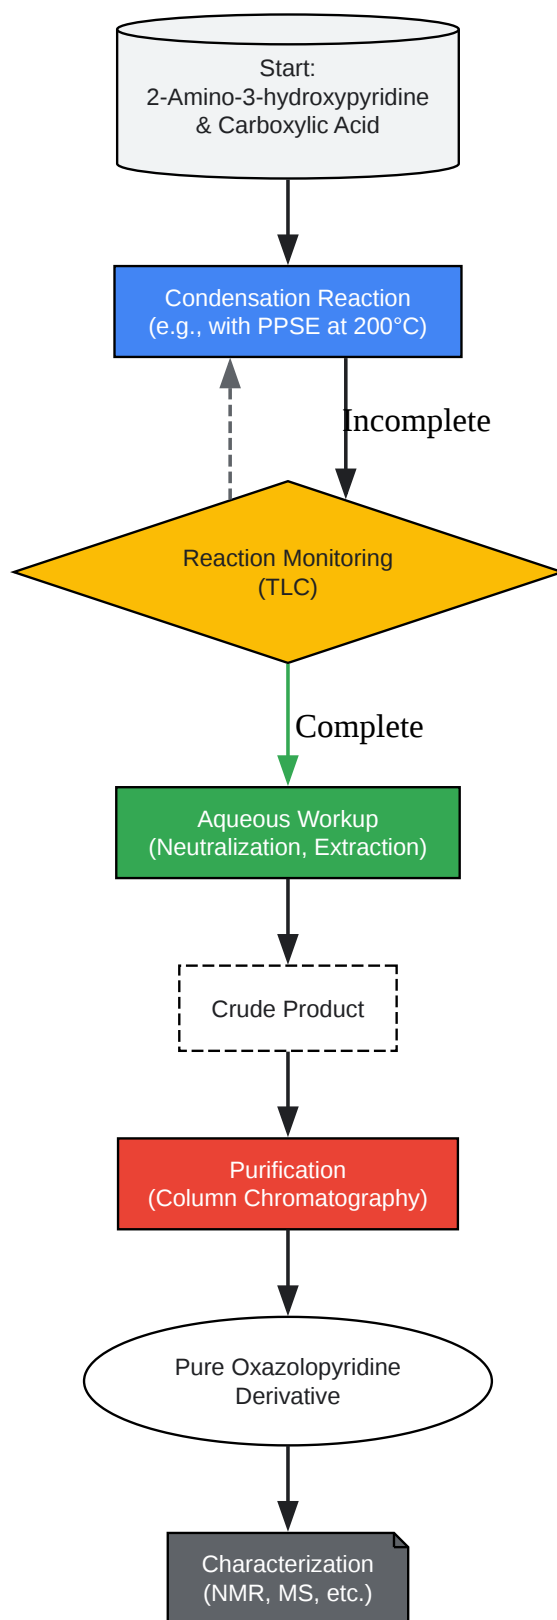 Start:
2-Amino-3-hydroxypyridine
& Carboxylic Acid
Condensation Reaction
(e.g., with PPSE at 200°C)
Incomplete
Reaction Monitoring
(TLC)
Complete
Aqueous Workup
(Neutralization, Extraction)
Crude Product
Purification
(Column Chromatography)
Pure Oxazolopyridine
Derivative
Characterization
(NMR, MS, etc.)